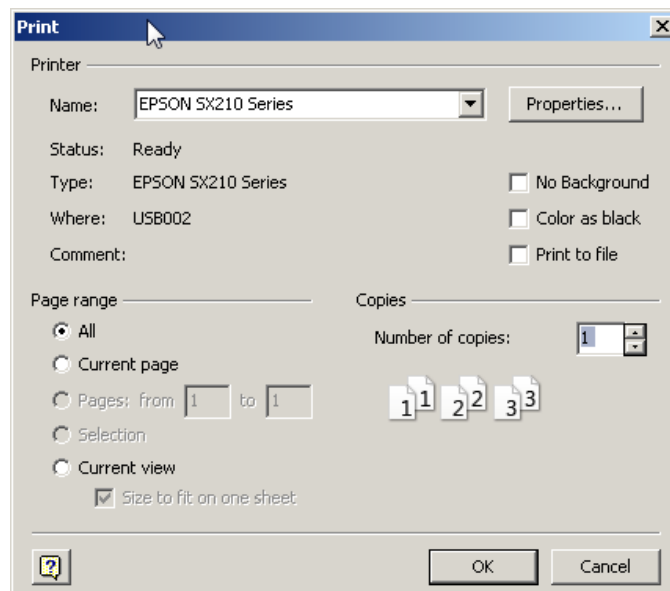 Print
Printer
Name: EPSON SX210 Series Properties...
Status: Ready
Type: EPSON SX210 Series No Background
Where: USB002 Color as black
Comment: Print to file
Page range Copies
All Number of copies: 1
Current page
Pages: from 1 to 1 1 1 2 2 3 3
Selection
Current view
Size to fit on one sheet
? OK Cancel